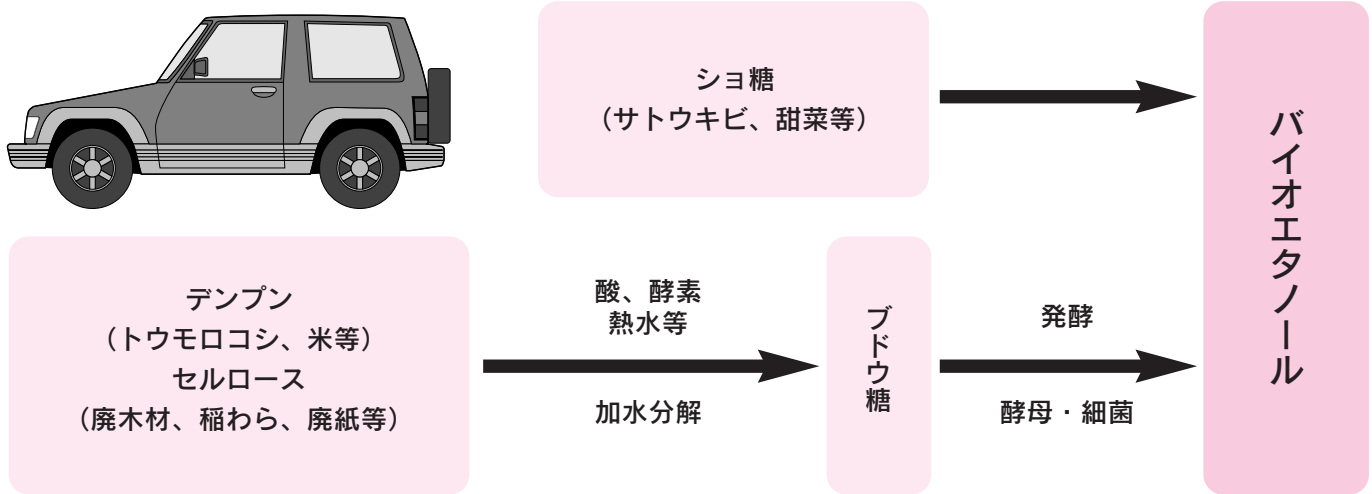 ショ糖
（サトウキビ、甜菜等）
デンプン
（トウモロコシ、米等）
セルロース
（廃木材、稲わら、廃紙等）
酸、酵素
熱水等
加水分解
ブドウ糖
発酵
酵母・細菌
バイオエタノール